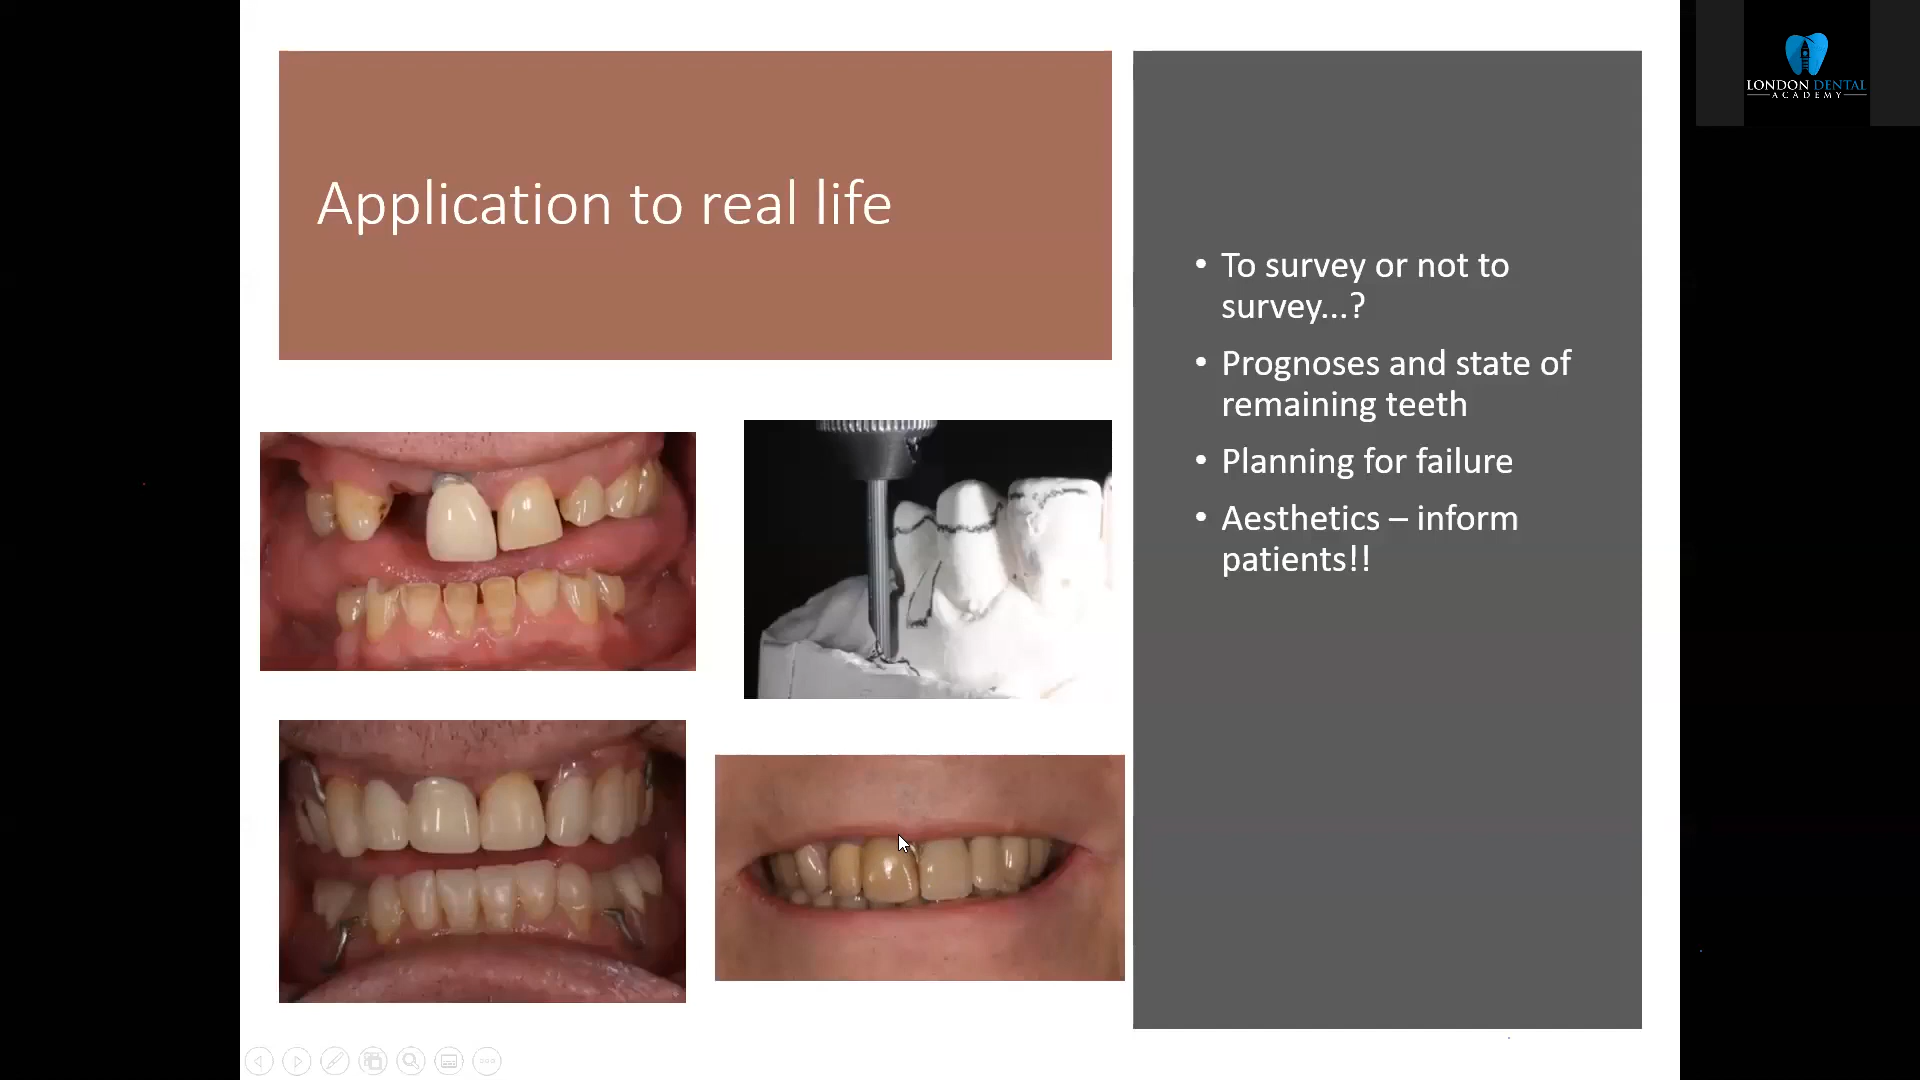 Application to real life
• To survey or not to
survey...?
• Prognoses and state of
remaining teeth
• Planning for failure
• Aesthetics – inform
patients!!
LONDON DENTAL
ACADEMY